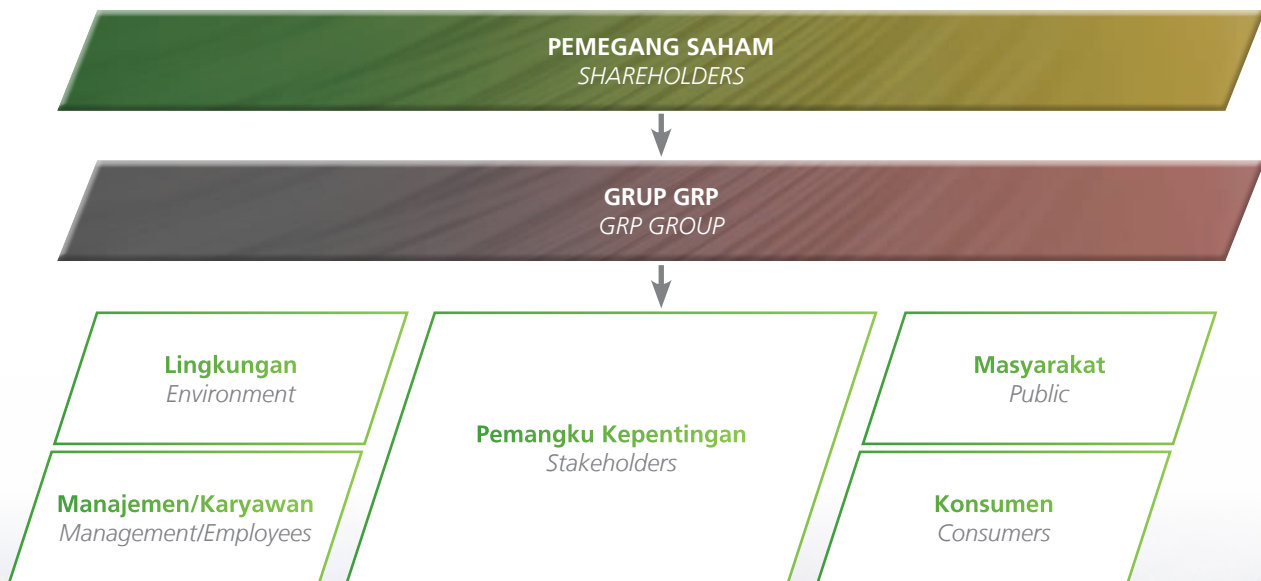 PEMEGANG SAHAM
SHAREHOLDERS
GRUP GRP
GRP GROUP
Lingkungan
Environment
Manajemen/Karyawan
Management/Employees
Pemangku Kepentingan
Stakeholders
Masyarakat
Public
Konsumen
Consumers